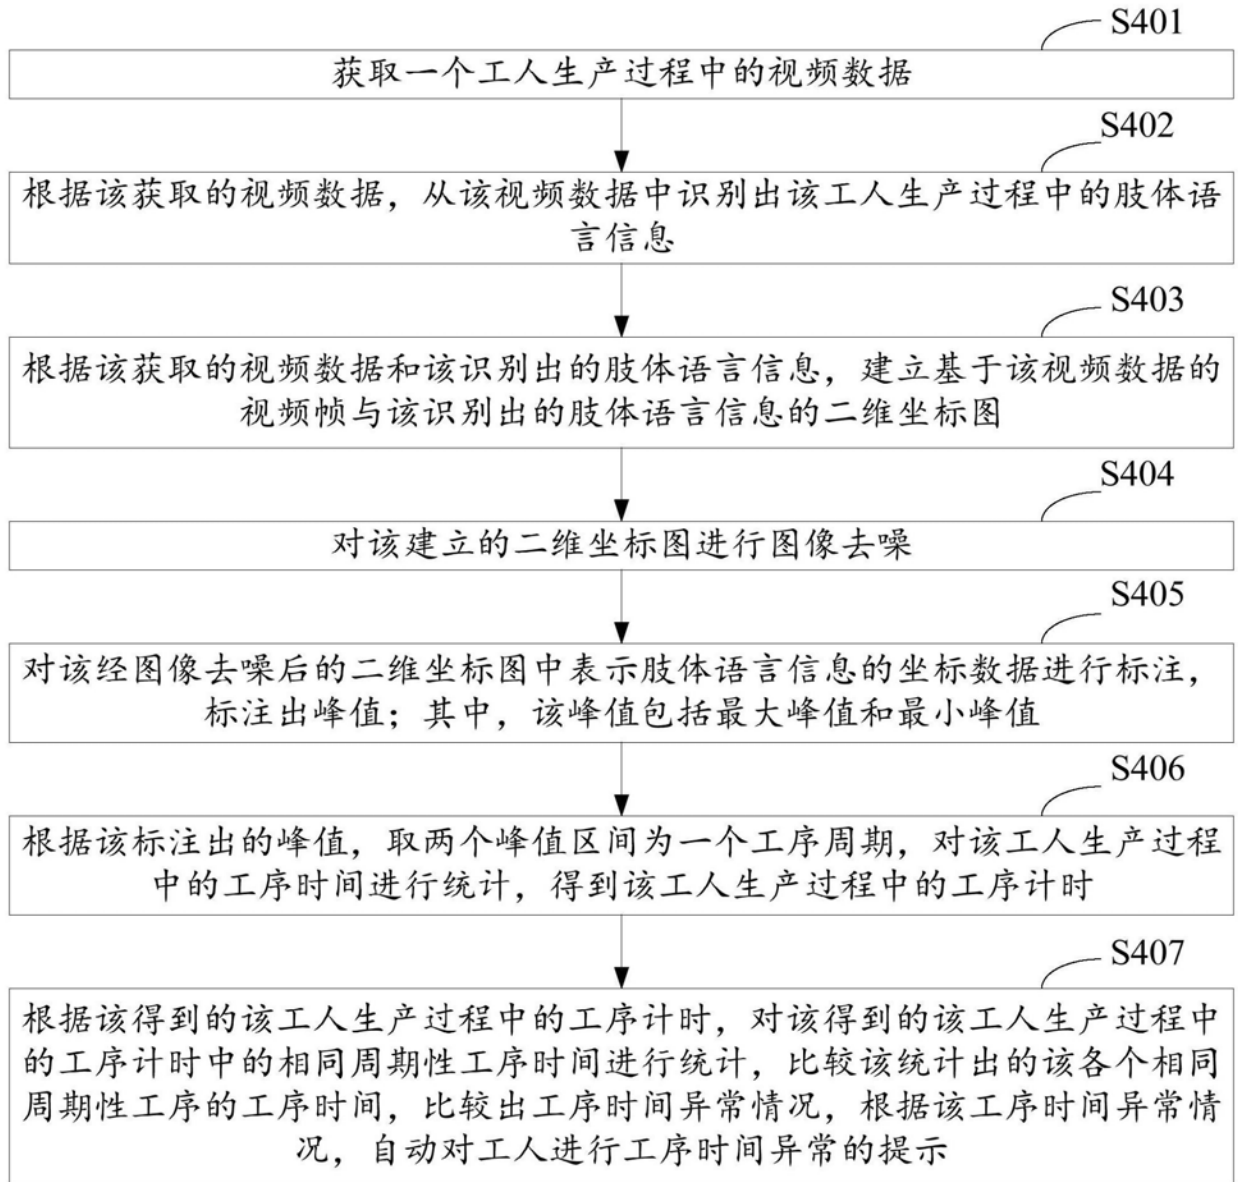 S401
获取一个工人生产过程中的视频数据
S402
根据该获取的视频数据，从该视频数据中识别出该工人生产过程中的肢体语
言信息
S403
根据该获取的视频数据和该识别出的肢体语言信息，建立基于该视频数据的
视频帧与该识别出的肢体语言信息的二维坐标图
S404
对该建立的二维坐标图进行图像去噪
S405
对该经图像去噪后的二维坐标图中表示肢体语言信息的坐标数据进行标注，
标注出峰值；其中，该峰值包括最大峰值和最小峰值
S406
根据该标注出的峰值，取两个峰值区间为一个工序周期，对该工人生产过程
中的工序时间进行统计，得到该工人生产过程中的工序计时
S407
根据该得到的该工人生产过程中的工序计时，对该得到的该工人生产过程中
的工序计时中的相同周期性工序时间进行统计，比较该统计出的该各个相同
周期性工序的工序时间，比较出工序时间异常情况，根据该工序时间异常情
况，自动对工人进行工序时间异常的提示